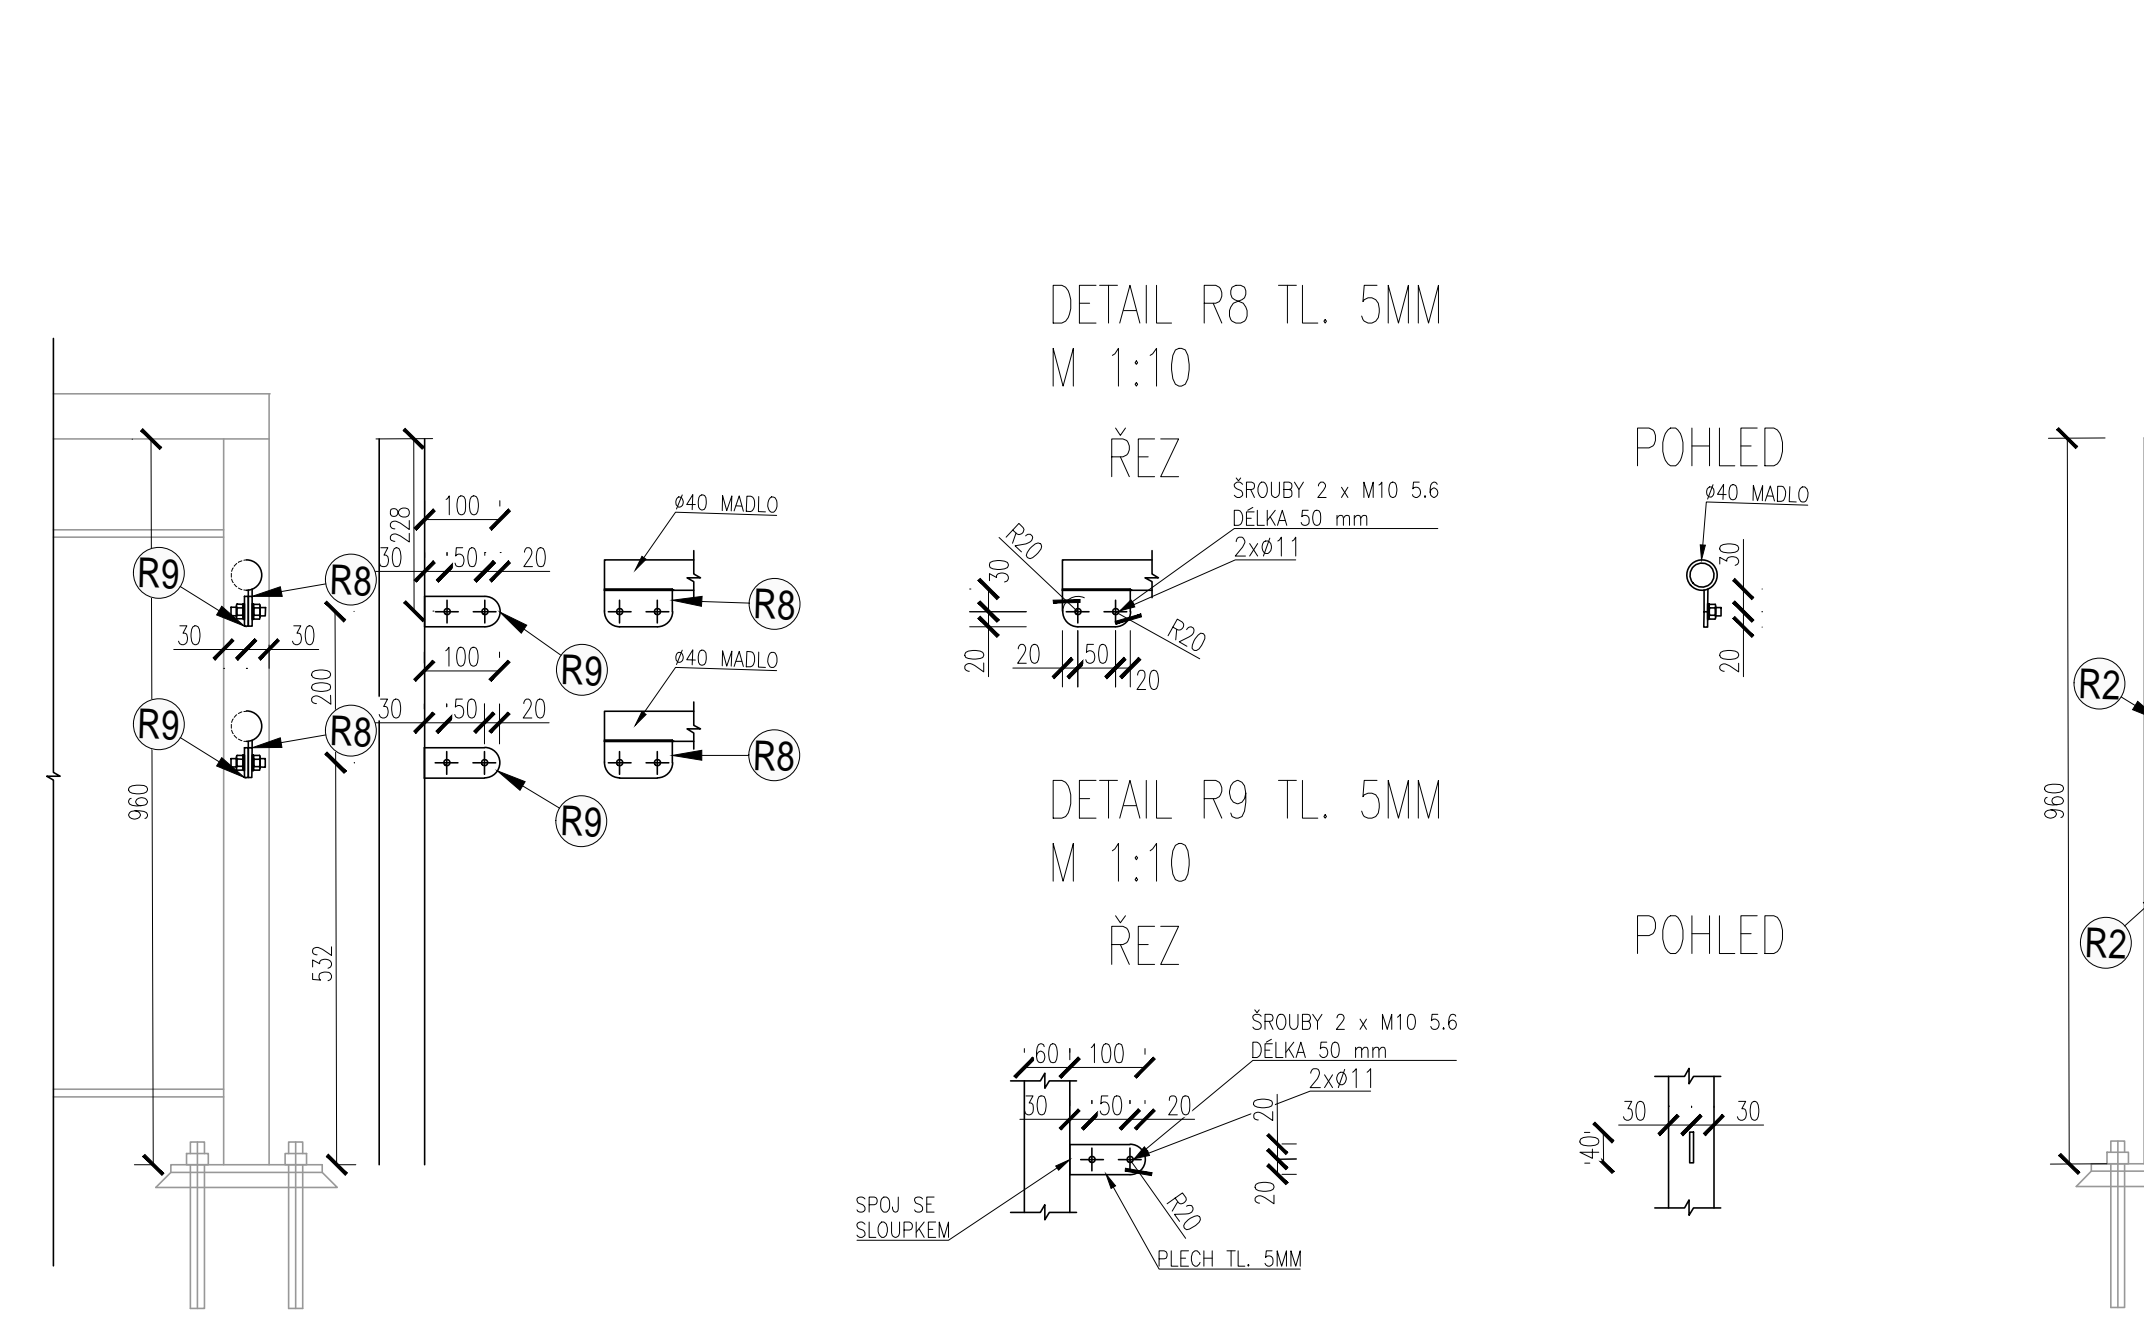 DETAIL R8 TL. 5MM
M 1:10
ŘEZ
POHLED
ŠROUBY 2 x M10 5.6
DÉLKA 50 mm
2xø11
ø40 MADLO
R20
30
20
20
50
20
R20
30
20
960
R9
R8
30
30
R9
R8
200
532
228
100
30
50
20
R9
100
30
50
20
R9
ø40 MADLO
R8
ø40 MADLO
R8
DETAIL R9 TL. 5MM
M 1:10
ŘEZ
POHLED
ŠROUBY 2 x M10 5.6
DÉLKA 50 mm
2xø11
60
100
30
50
20
20
20
R20
SPOJ SE
SLOUPKEM
PLECH TL. 5MM
30
30
40
R2
960
R2